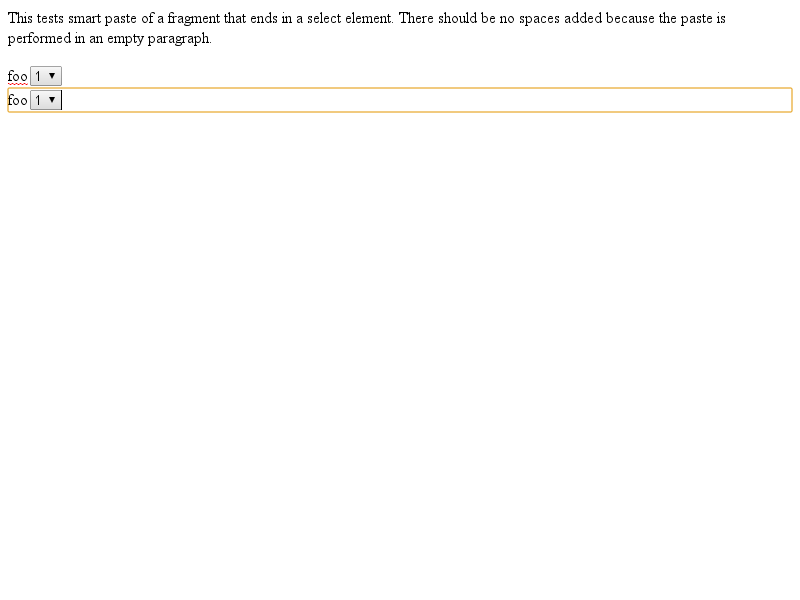 This tests smart paste of a fragment that ends in a select element. There should be no spaces added because the paste is
performed in an empty paragraph.
foo 1 ▼
foo 1 ▼